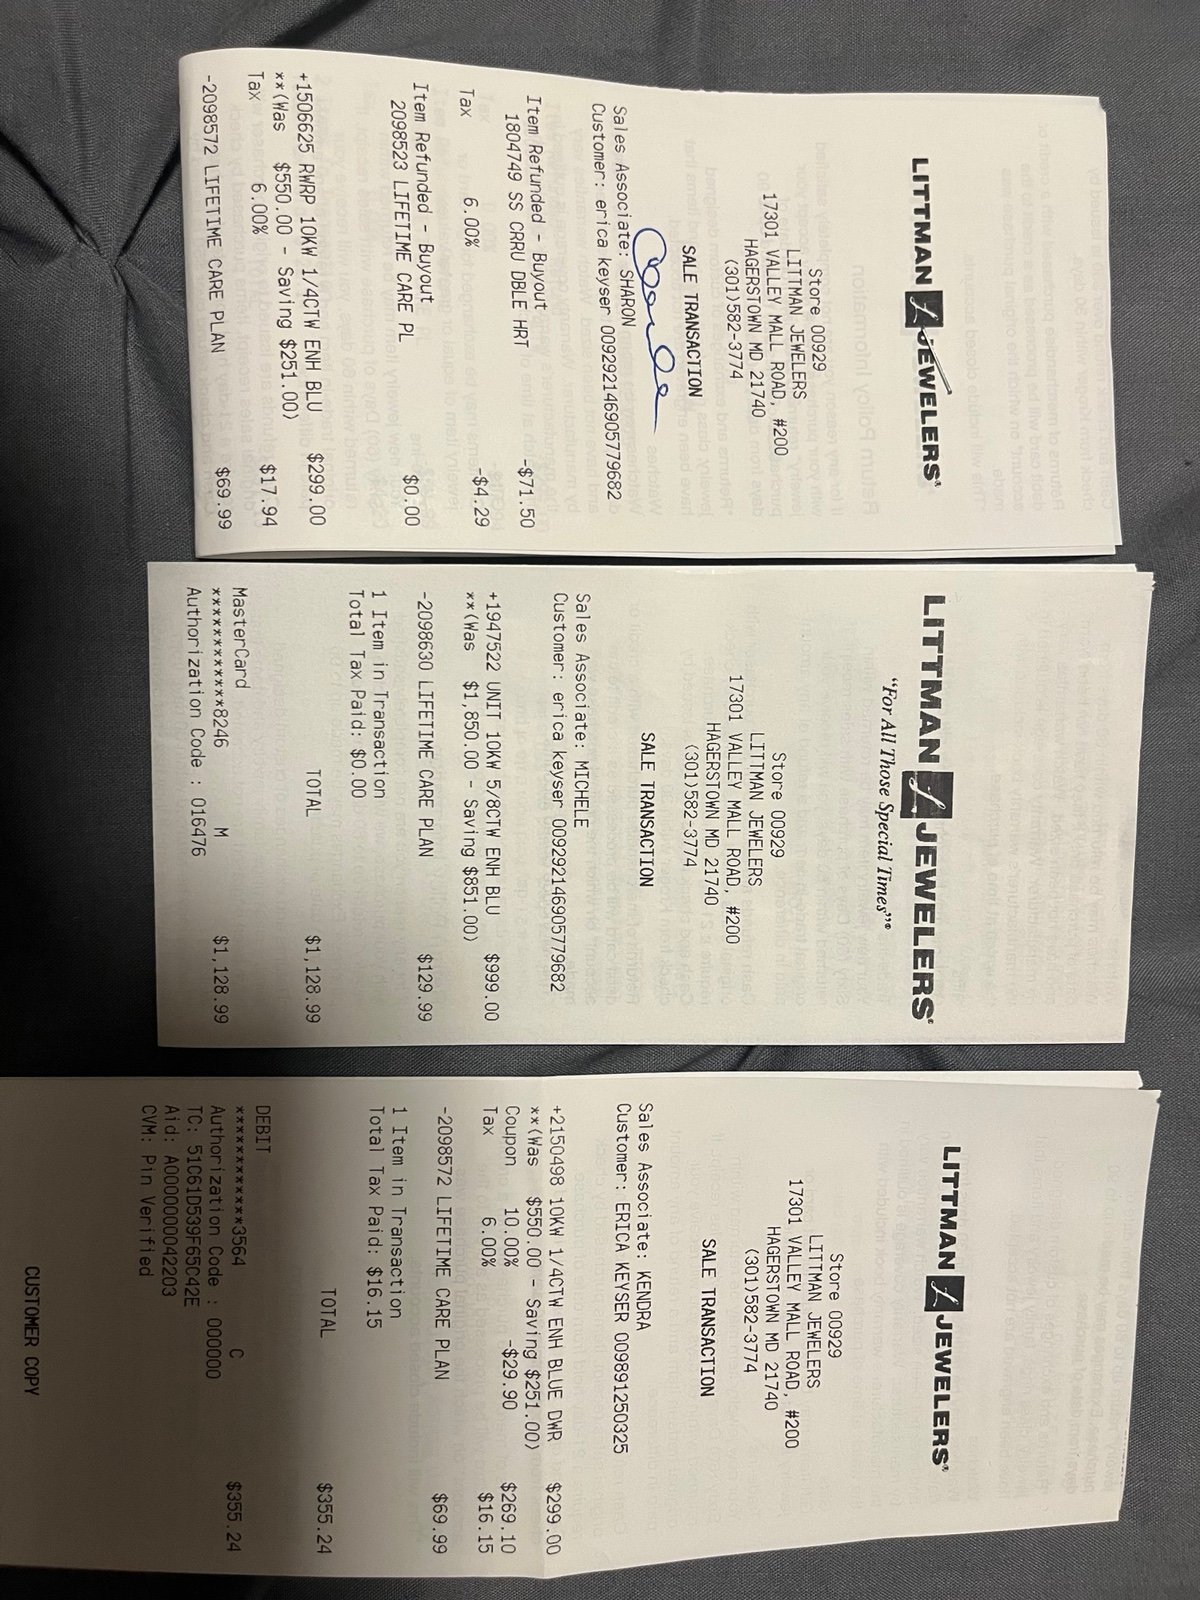 LITTMAN JEWELERS®
Store 00929
LITTMAN JEWELERS
17301 VALLEY MALL ROAD, #200
HAGERSTOWN MD 21740
(301)582-3774
SALE TRANSACTION
Sales Associate: SHARON
Customer: erica keyser 00929214690577­9682
Item Refunded - Buyout
1804749 SS CRRU DBLE HRT -$71.50
Tax 6.00% -$4.29
Item Refunded - Buyout
2098523 LIFETIME CARE PL $0.00
+1506625 RWRP 10KW 1/4CTW ENH BLU $299.00
**(Was $550.00 - Saving $251.00)
Tax 6.00% $17.94
-2098572 LIFETIME CARE PLAN $69.99
LITTMAN L JEWELERS®
"For All Those Special Times"®
Store 00929
LITTMAN JEWELERS
17301 VALLEY MALL ROAD, #200
HAGERSTOWN MD 21740
(301)582-3774
SALE TRANSACTION
Sales Associate: MICHELE
Customer: erica keyser 009292146905779682
+1947522 UNIT 10KW 5/8CTW ENH BLU $999.00
**(Was $1,850.00 - Saving $851.00)
-2098630 LIFETIME CARE PLAN $129.99
1 Item in Transaction
Total Tax Paid: $0.00
TOTAL $1,128.99
MasterCard
************8246 M $1,128.99
Authorization Code : 016476
LITTMAN L JEWELERS®
Store 00929
LITTMAN JEWELERS
17301 VALLEY MALL ROAD, #200
HAGERSTOWN MD 21740
(301)582-3774
SALE TRANSACTION
Sales Associate: KENDRA
Customer: ERICA KEYSER 009891250325
+2150498 10KW 1/4CTW ENH BLUE DWR $299.00
**(Was $550.00 - Saving $251.00)
Coupon 10.00% -$29.90 $269.10
Tax 6.00% $16.15
-2098572 LIFETIME CARE PLAN $69.99
1 Item in Transaction
Total Tax Paid: $16.15
TOTAL $355.24
DEBIT
************3564 C $355.24
Authorization Code : 000000
TC: 51C61D539F65C42E
Aid: A0000000042203
CVM: Pin Verified
CUSTOMER COPY